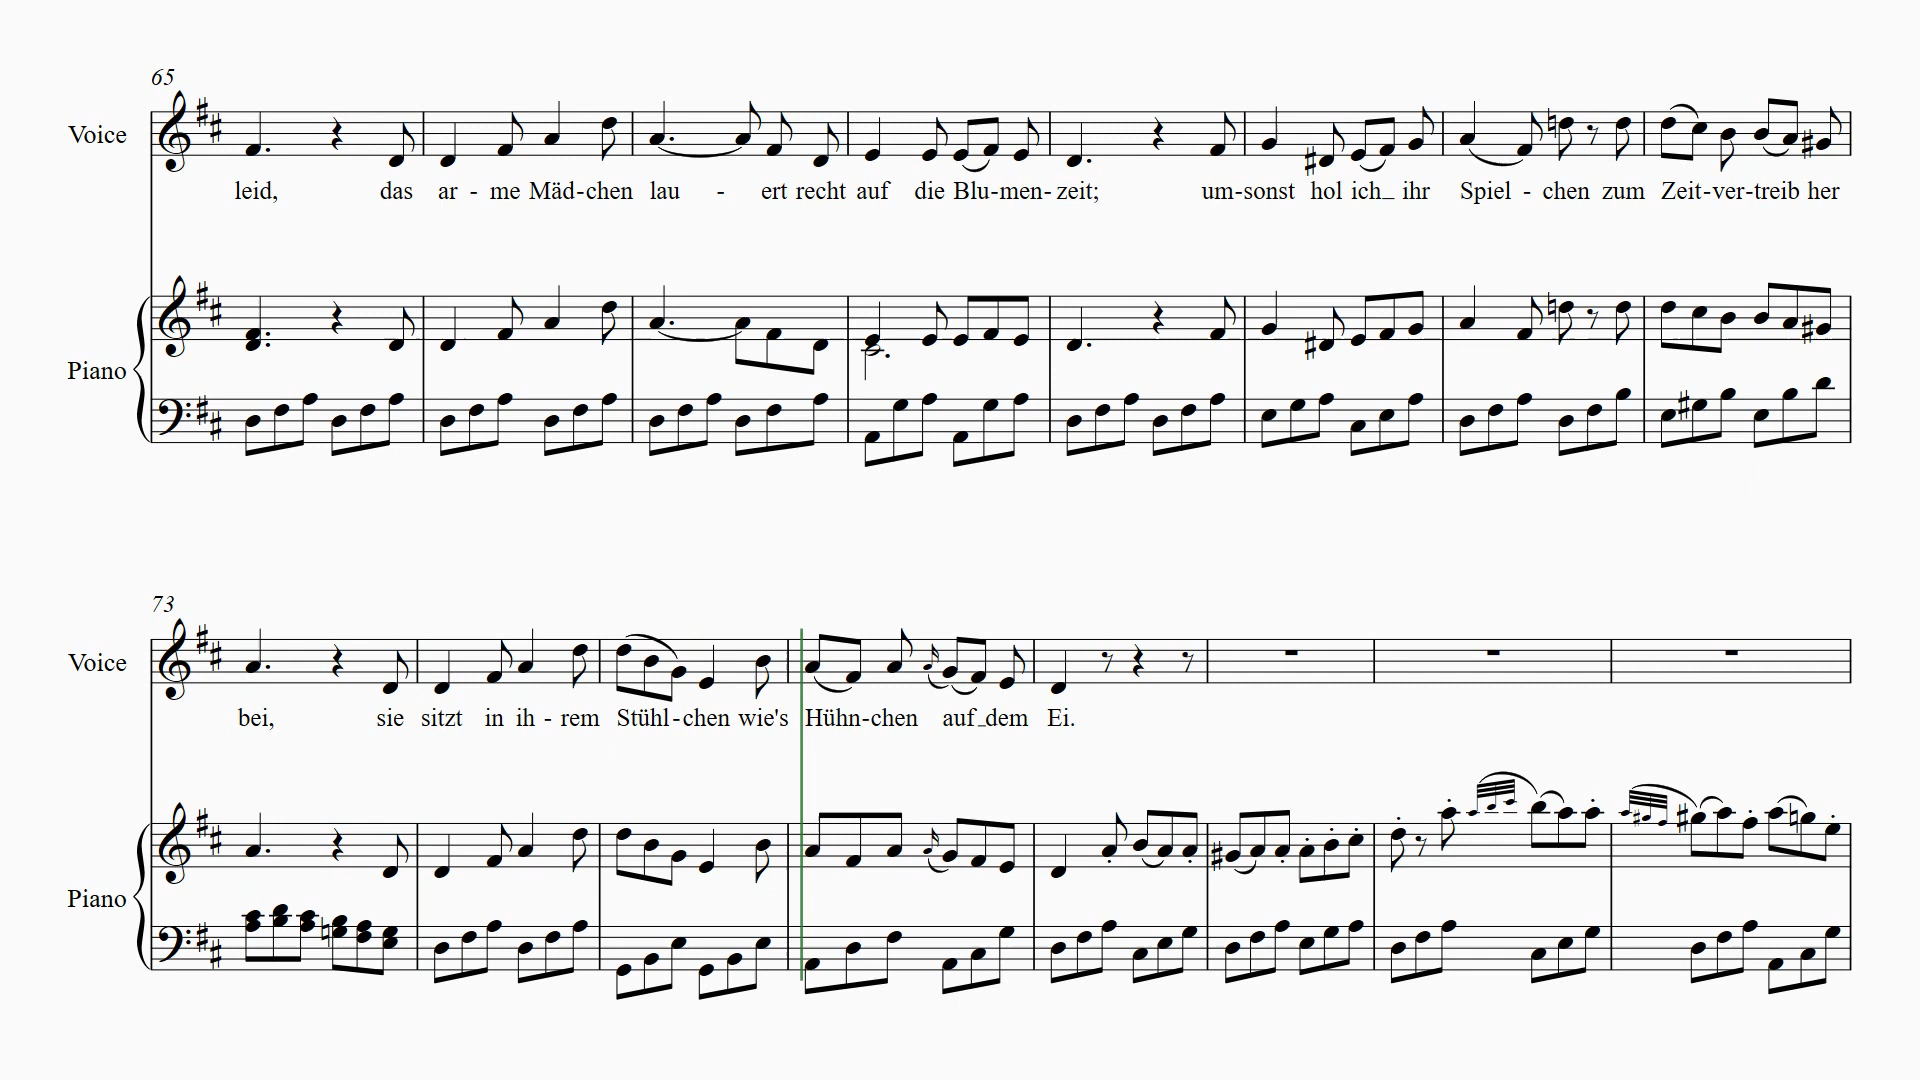 65
Voice
leid, das ar - me Mäd-chen lau - ert recht auf die Blu-men-zeit; um-sonst hol ich_ ihr Spiel - chen zum Zeit-ver-treib her
Piano
73
Voice
bei, sie sitzt in ih - rem Stühl-chen wie's Hühn-chen auf_dem Ei.
Piano